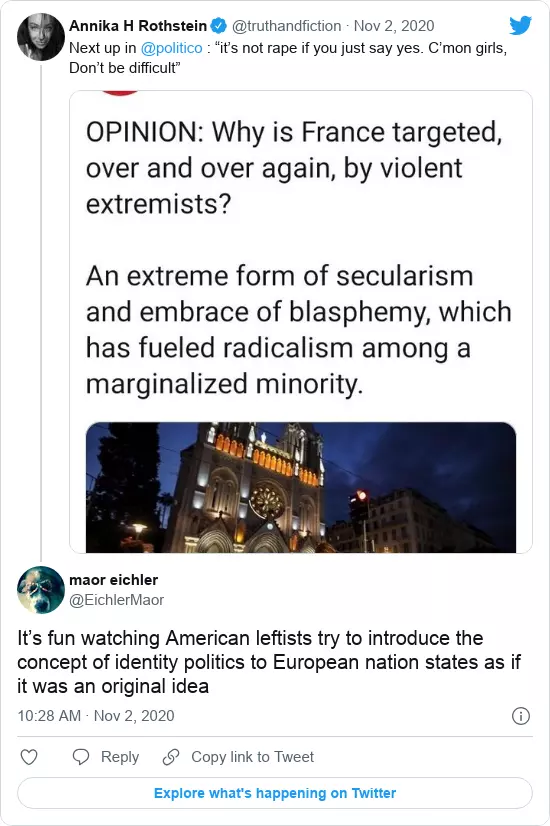 Annika H Rothstein @truthandfiction · Nov 2, 2020
Next up in @politico : “it’s not rape if you just say yes. C’mon girls,
Don’t be difficult”
OPINION: Why is France targeted,
over and over again, by violent
extremists?
An extreme form of secularism
and embrace of blasphemy, which
has fueled radicalism among a
marginalized minority.
maor eichler
@EichlerMaor
It’s fun watching American leftists try to introduce the
concept of identity politics to European nation states as if
it was an original idea
10:28 AM · Nov 2, 2020
Reply
Copy link to Tweet
Explore what's happening on Twitter